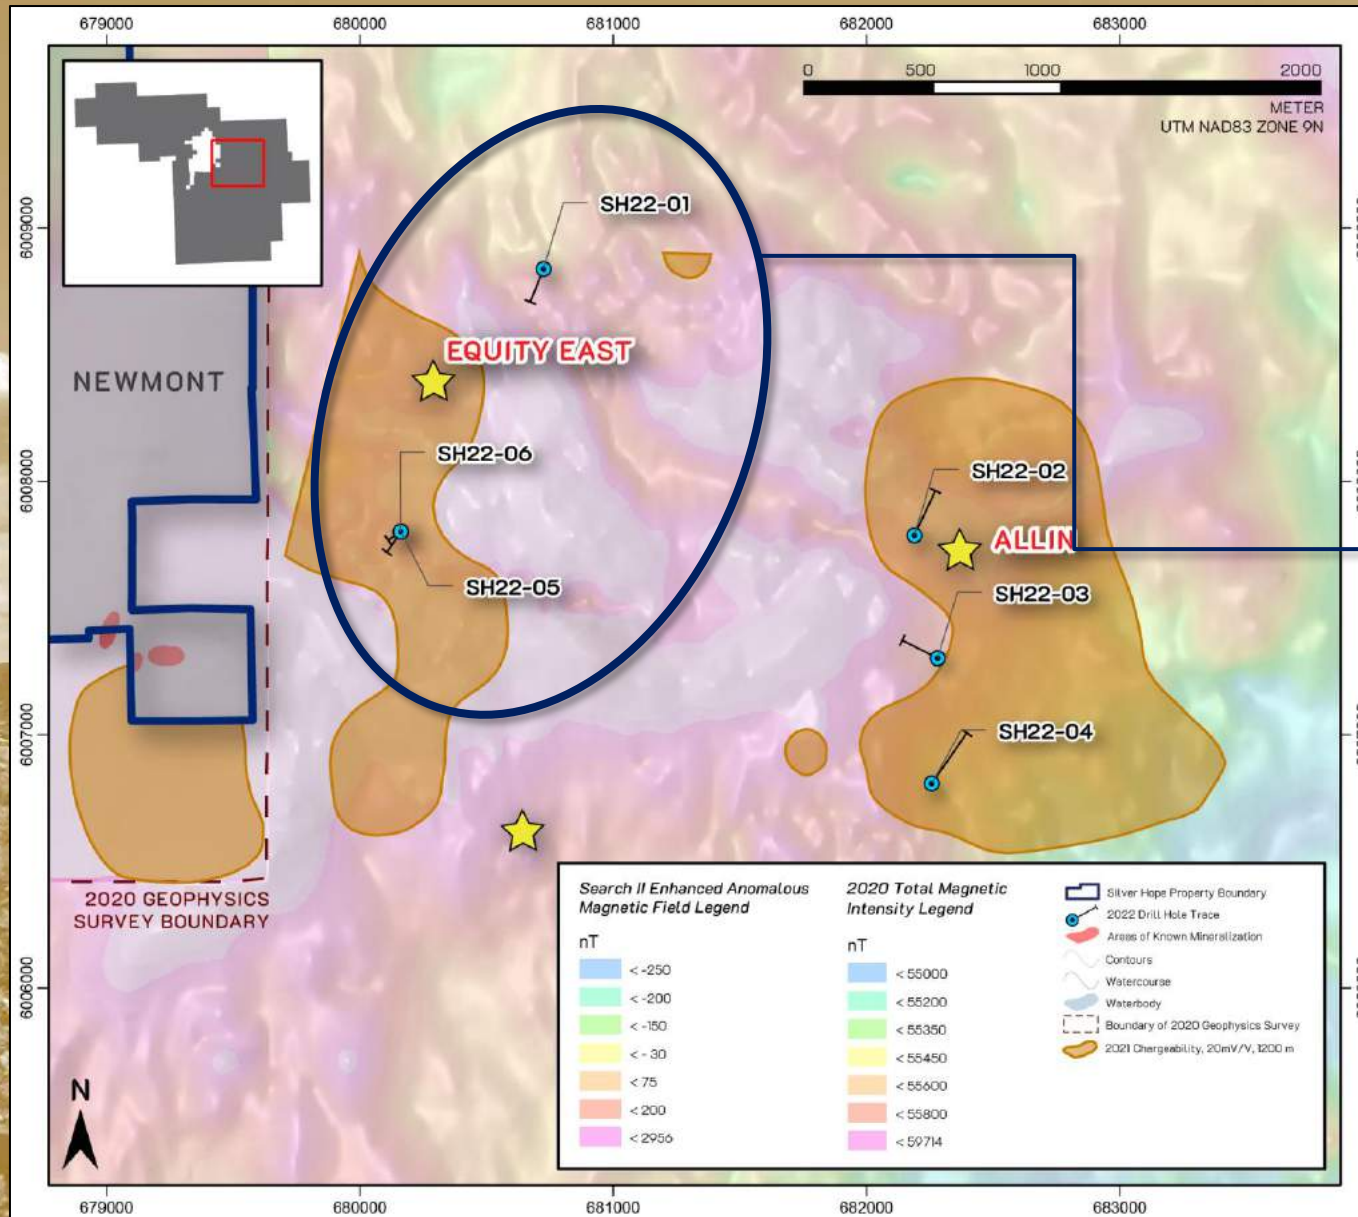 679000
680000
681000
682000
683000
0
500
1000
2000
METER
UTM NAD83 ZONE 9N
6009000
6008000
6007000
6006000
SH22-01
EQUITY EAST
NEWMONT
SH22-06
SH22-05
SH22-02
ALLIN
SH22-03
SH22-04
2020 GEOPHYSICS
SURVEY BOUNDARY
N
Search II Enhanced Anomalous
Magnetic Field Legend
nT
< -250
< -200
< -150
< - 30
< 75
< 200
< 2956
2020 Total Magnetic
Intensity Legend
nT
< 55000
< 55200
< 55350
< 55450
< 55600
< 55800
< 59714
Silver Hope Property Boundary
2022 Drill Hole Trace
Areas of Known Mineralization
Contours
Watercourse
Waterbody
Boundary of 2020 Geophysics Survey
2021 Chargeability, 20mV/V, 1200 m
679000
680000
681000
682000
683000